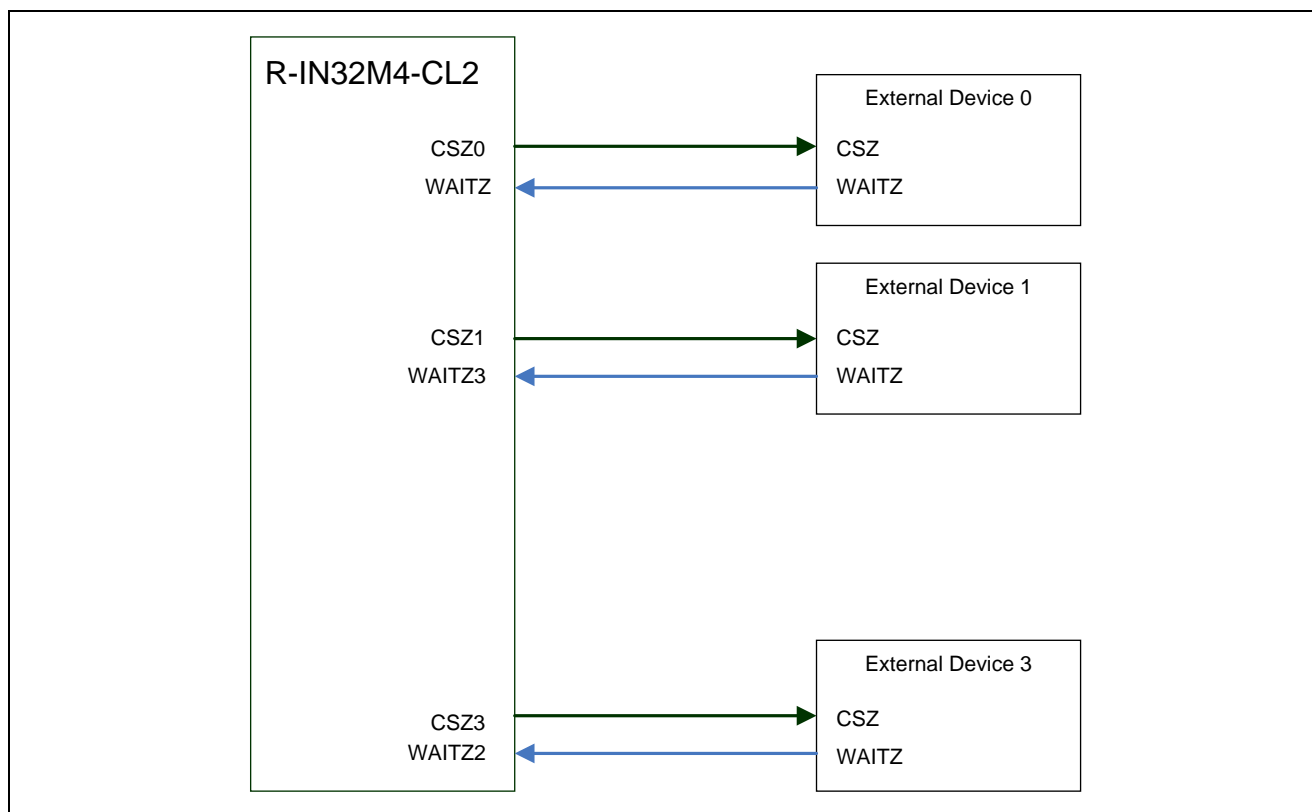 R-IN32M4-CL2
External Device 0
CSZ0
CSZ
WAITZ
WAITZ
External Device 1
CSZ1
CSZ
WAITZ3
WAITZ
External Device 3
CSZ3
CSZ
WAITZ2
WAITZ